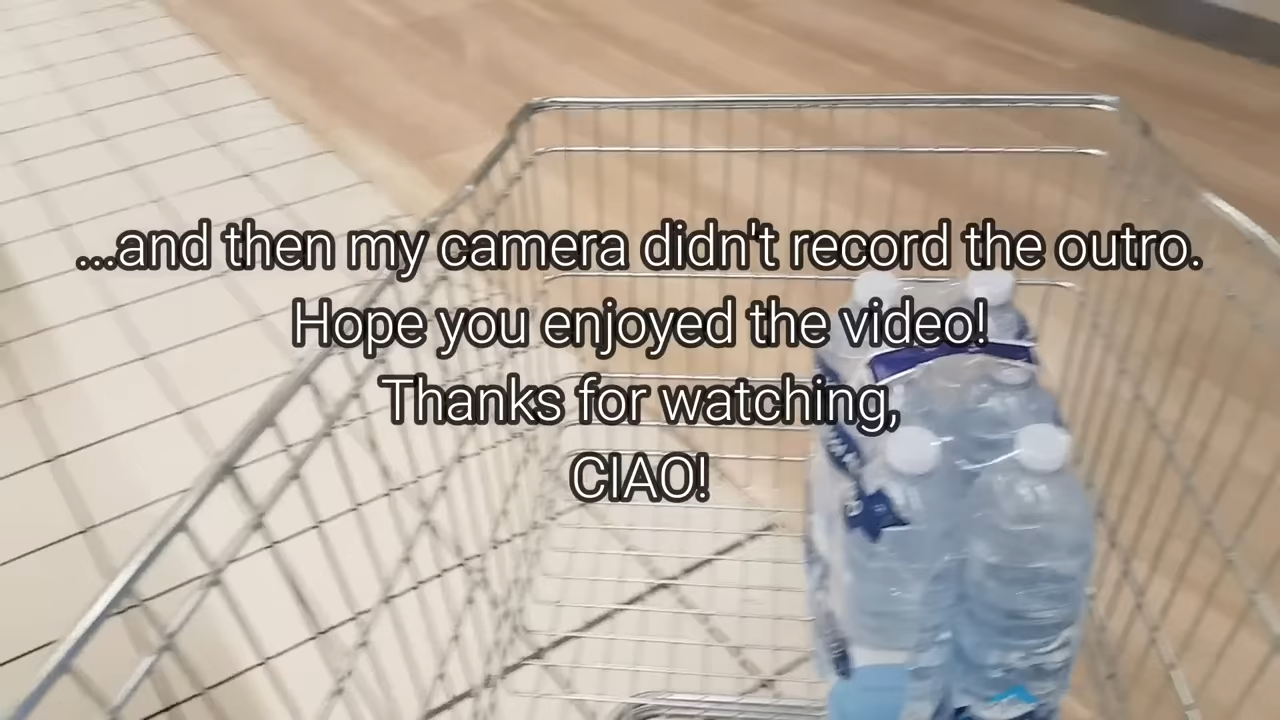 ...and then my camera didn't record the outro.
Hope you enjoyed the video!
Thanks for watching,
CIAO!